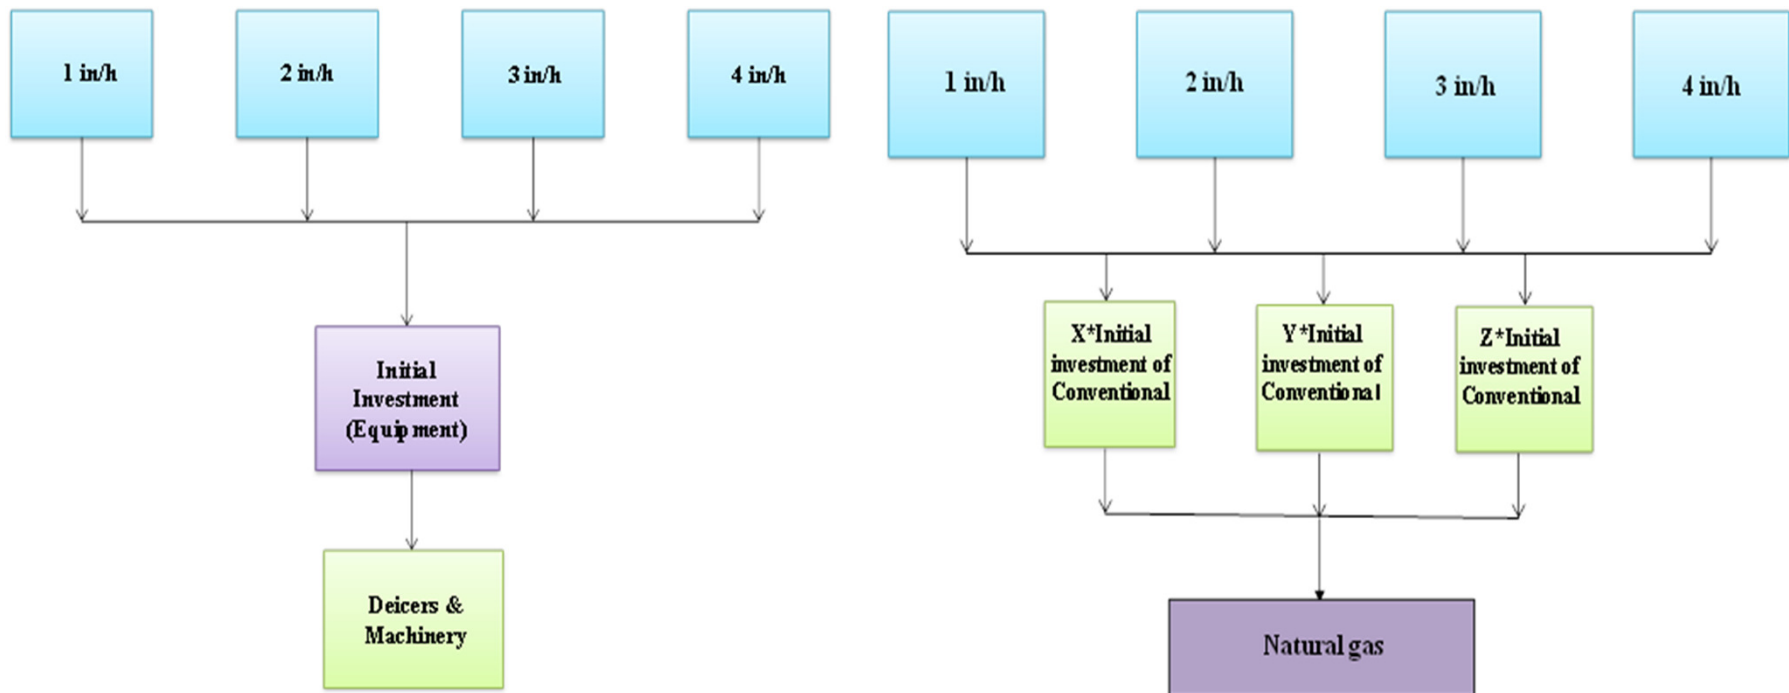 1 in/h
2 in/h
3 in/h
4 in/h
Initial
Investment
(Equipment)
Deicers &
Machinery
1 in/h
2 in/h
3 in/h
4 in/h
X*Initial
investment of
Conventional
Y*Initial
investment of
Conventional
Z*Initial
investment of
Conventional
Natural gas